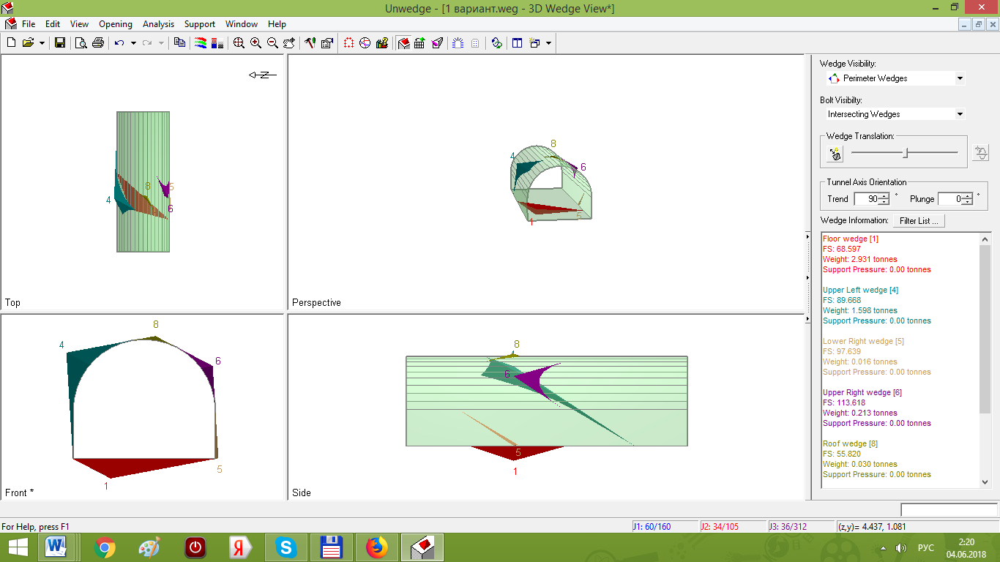 Unwedge - [1 вариант.weg - 3D Wedge View*]
File Edit View Opening Analysis Support Window Help
Z
4
8
5
6
Top
4
8
6
5
1
Perspective
8
4
6
5
1
Front *
8
4
6
5
1
Side
Wedge Visibility:
Perimeter Wedges
Bolt Visibilty:
Intersecting Wedges
Wedge Translation:
Tunnel Axis Orientation
Trend 90 ° Plunge 0 °
Wedge Information: Filter List ...
Floor wedge [1]
FS: 68.597
Weight: 2.931 tonnes
Support Pressure: 0.00 tonnes
Upper Left wedge [4]
FS: 89.668
Weight: 1.598 tonnes
Support Pressure: 0.00 tonnes
Lower Right wedge [5]
FS: 97.639
Weight: 0.016 tonnes
Support Pressure: 0.00 tonnes
Upper Right wedge [6]
FS: 113.618
Weight: 0.213 tonnes
Support Pressure: 0.00 tonnes
Roof wedge [8]
FS: 55.820
Weight: 0.030 tonnes
Support Pressure: 0.00 tonnes
For Help, press F1
J1: 60/160 J2: 34/105 J3: 36/312 (z,y)= 4.437, 1.081
W Я S РУС 2:20
04.06.2018